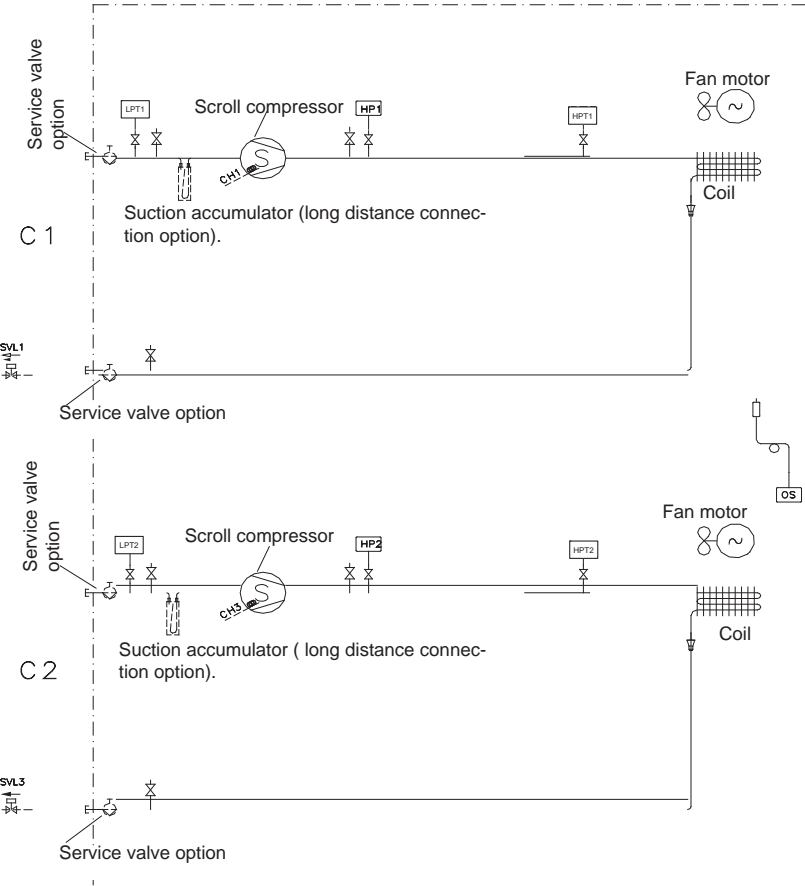 Service valve
option
LPT1
Scroll compressor
HP1
HPT1
Fan motor
~
S
CH1
Coil
Suction accumulator (long distance connec-
tion option).
C 1
SVL1
Service valve option
OS
Service valve
option
LPT2
Scroll compressor
HP2
HPT2
Fan motor
~
S
CH3
Coil
Suction accumulator ( long distance connec-
tion option).
C 2
SVL3
Service valve option